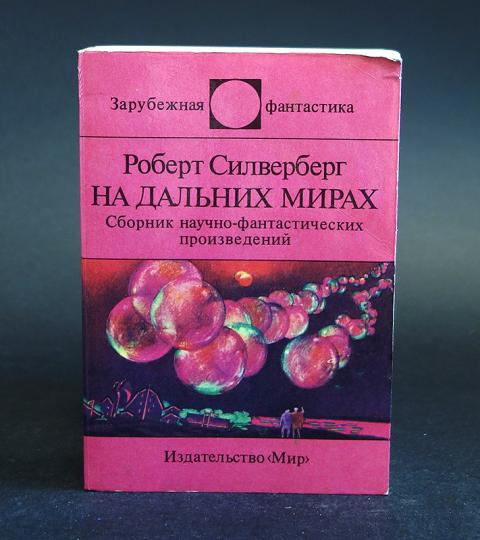 Зарубежная фантастика
Роберт Силверберг
НА ДАЛЬНИХ МИРАХ
Сборник научно-фантастических
произведений
Издательство ‹Мир›